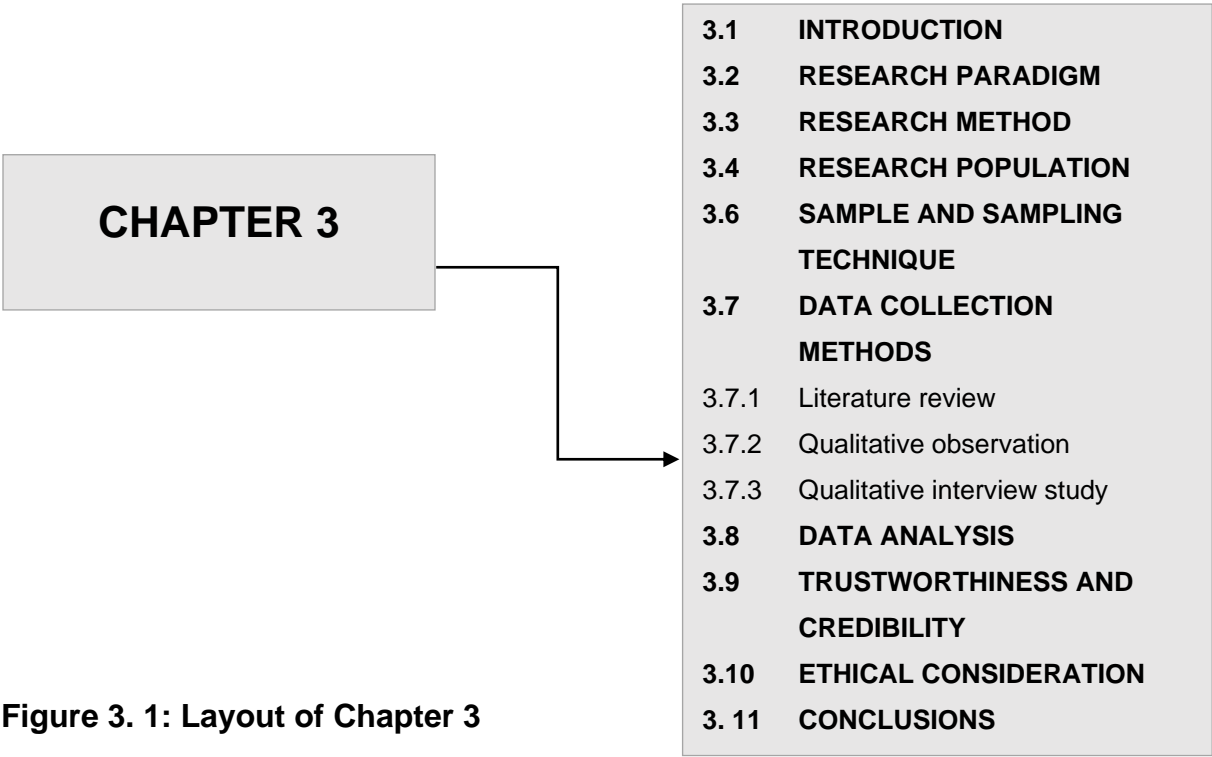 CHAPTER 3
3.1 INTRODUCTION
3.2 RESEARCH PARADIGM
3.3 RESEARCH METHOD
3.4 RESEARCH POPULATION
3.6 SAMPLE AND SAMPLING
TECHNIQUE
3.7 DATA COLLECTION
METHODS
3.7.1 Literature review
3.7.2 Qualitative observation
3.7.3 Qualitative interview study
3.8 DATA ANALYSIS
3.9 TRUSTWORTHINESS AND
CREDIBILITY
3.10 ETHICAL CONSIDERATION
3. 11 CONCLUSIONS
Figure 3. 1: Layout of Chapter 3